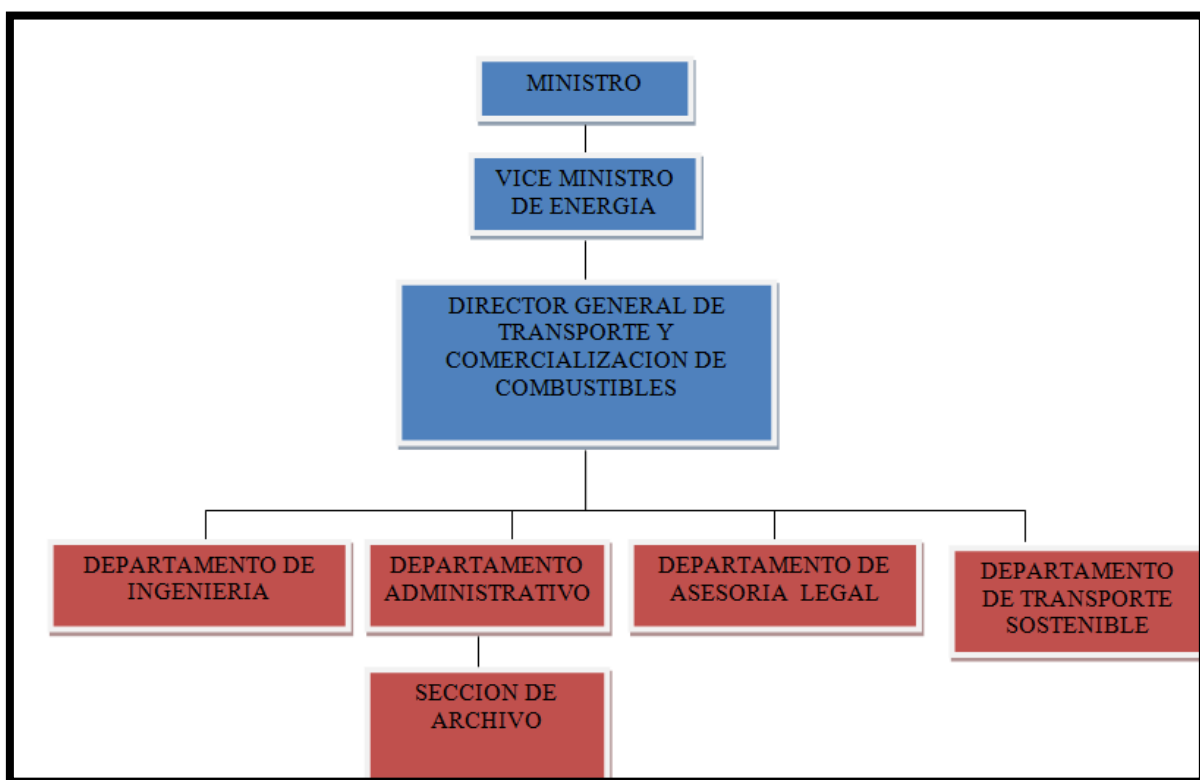 MINISTRO
VICE MINISTRO
DE ENERGIA
DIRECTOR GENERAL DE
TRANSPORTE Y
COMERCIALIZACION DE
COMBUSTIBLES
DEPARTAMENTO DE
INGENIERIA
DEPARTAMENTO
ADMINISTRATIVO
DEPARTAMENTO DE
ASESORIA LEGAL
DEPARTAMENTO
DE TRANSPORTE
SOSTENIBLE
SECCION DE
ARCHIVO